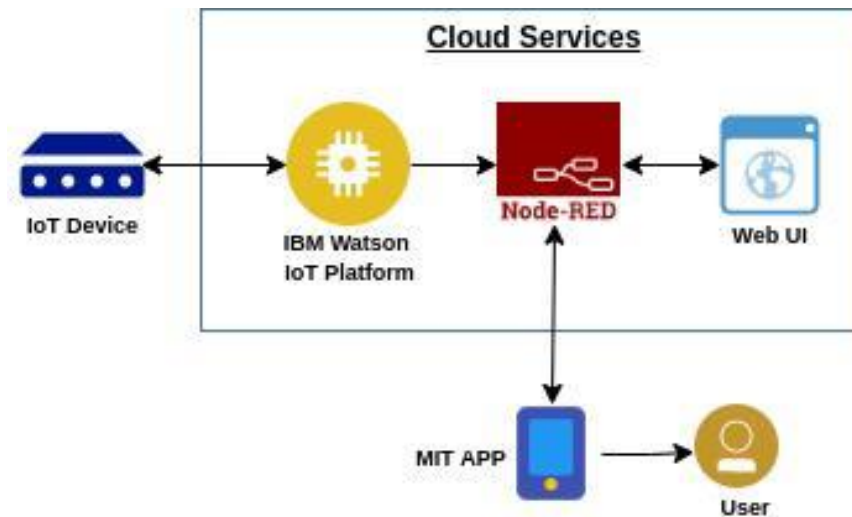 Cloud Services
IoT Device
IBM Watson
IoT Platform
Node-RED
Web UI
MIT APP
User